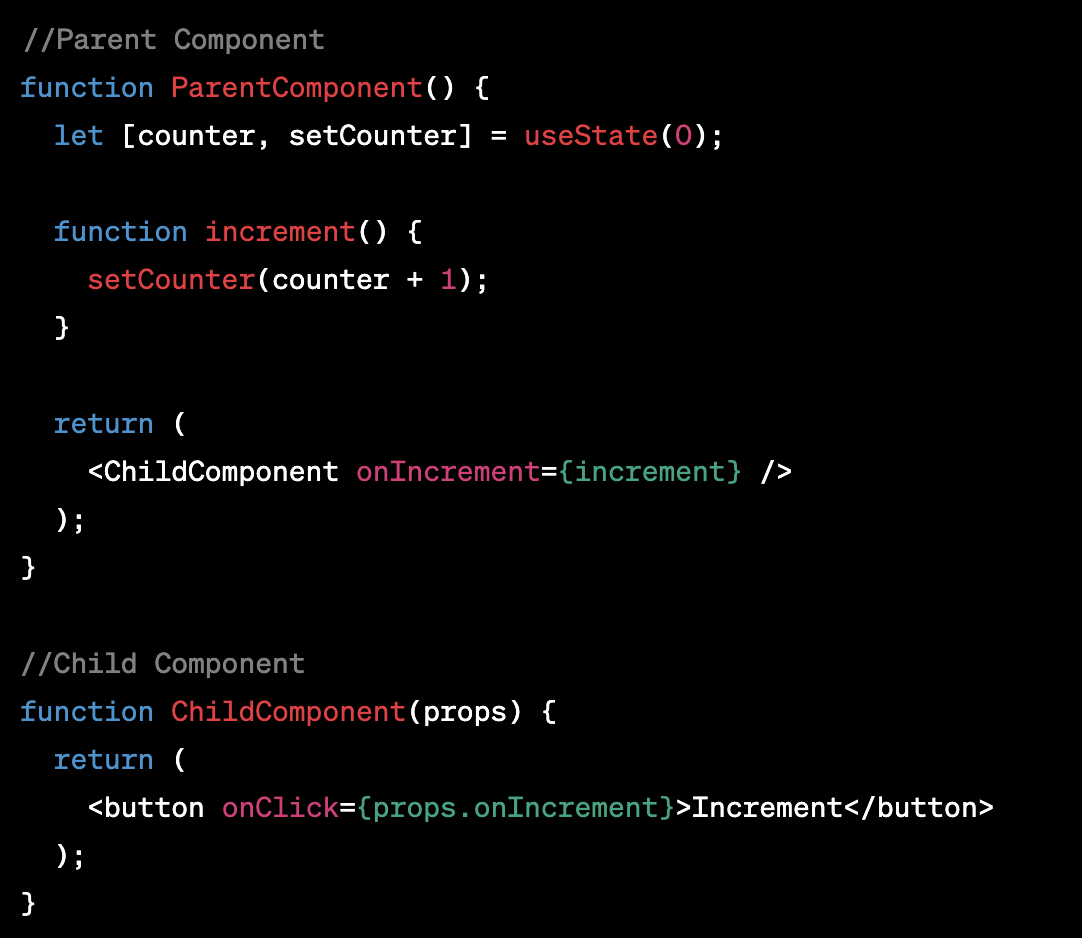 //Parent Component
function ParentComponent() {
  let [counter, setCounter] = useState(0);

  function increment() {
    setCounter(counter + 1);
  }

  return (
    <ChildComponent onIncrement={increment} />
  );
}

//Child Component
function ChildComponent(props) {
  return (
    <button onClick={props.onIncrement}>Increment</button>
  );
}